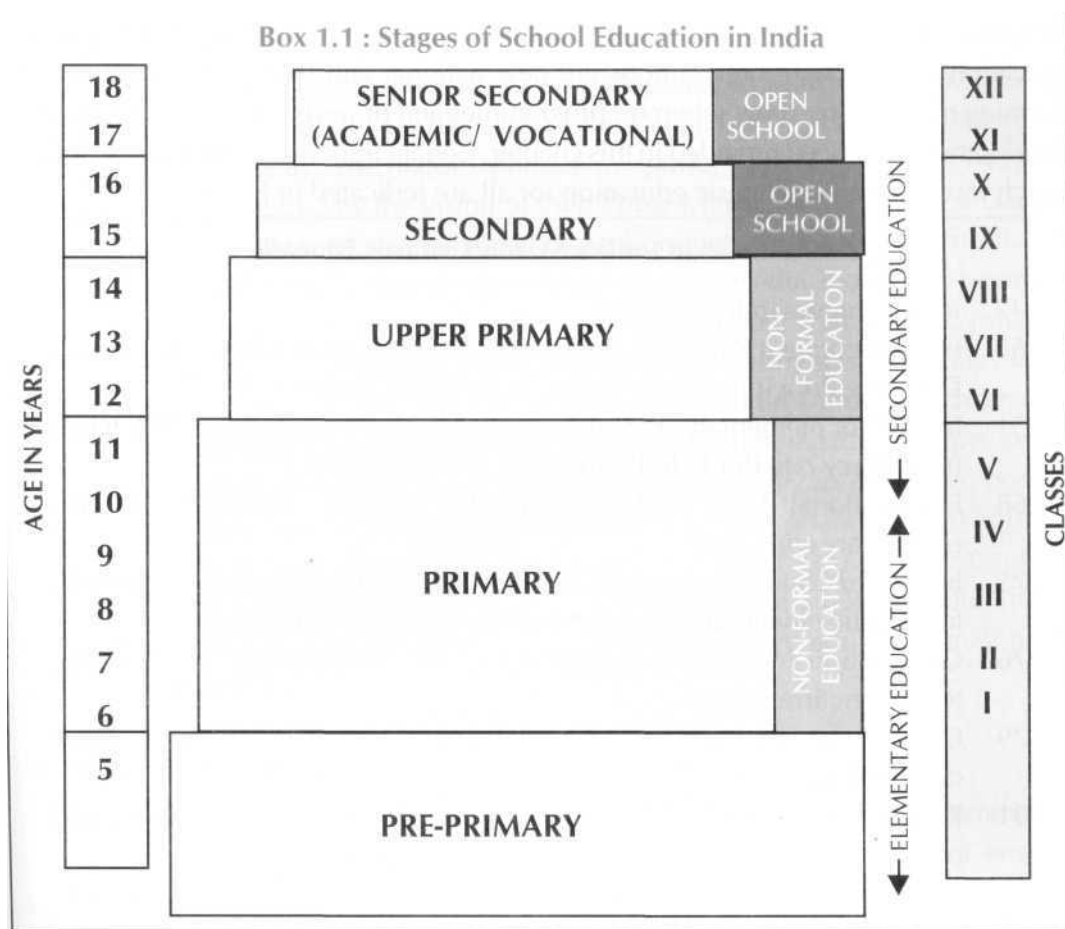 Box 1.1 : Stages of School Education in India
AGE IN YEARS
18
17
16
15
14
13
12
11
10
9
8
7
6
5
SENIOR SECONDARY
(ACADEMIC/ VOCATIONAL)
OPEN
SCHOOL
SECONDARY
OPEN
SCHOOL
UPPER PRIMARY
NON-
FORMAL
EDUCATION
PRIMARY
NON-FORMAL
EDUCATION
PRE-PRIMARY
SECONDARY EDUCATION
ELEMENTARY EDUCATION
XII
XI
X
IX
VIII
VII
VI
V
IV
III
II
I
CLASSES